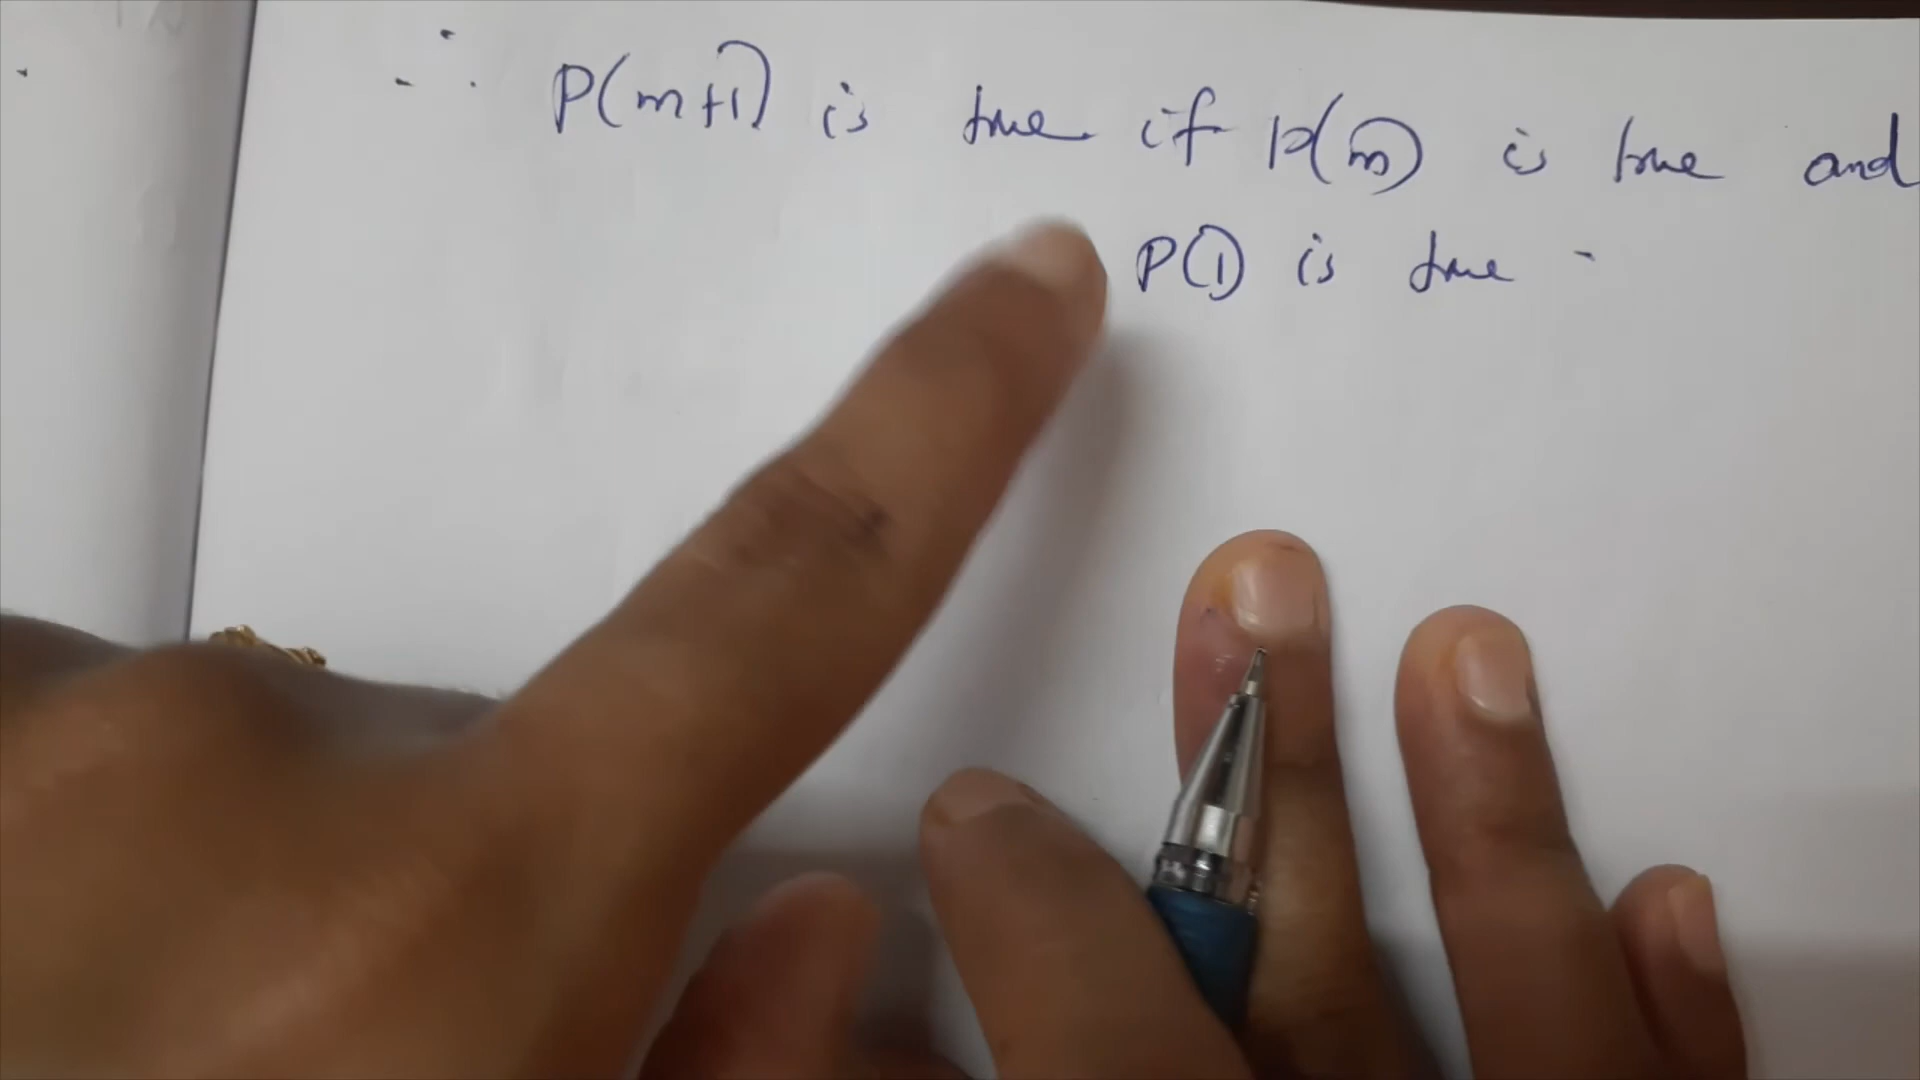 ∴ P(m+1) is true if P(m) is true and
P(1) is true.